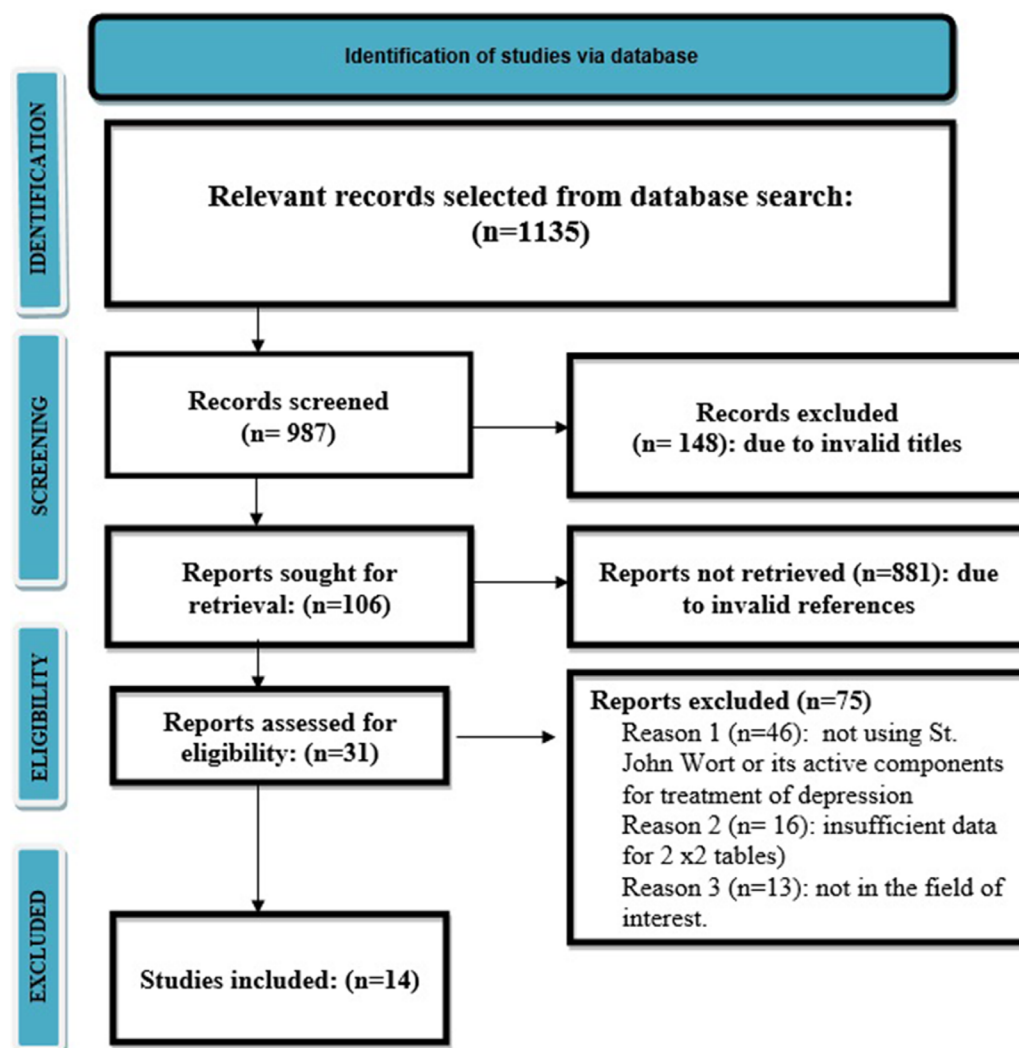 Identification of studies via database
IDENTIFICATION
Relevant records selected from database search:
(n=1135)
SCREENING
Records screened
(n= 987)
Records excluded
(n= 148): due to invalid titles
Reports sought for
retrieval: (n=106)
Reports not retrieved (n=881): due
to invalid references
ELIGIBILITY
Reports assessed for
eligibility: (n=31)
Reports excluded (n=75)
Reason 1 (n=46): not using St.
John Wort or its active components
for treatment of depression
Reason 2 (n= 16): insufficient data
for 2 x2 tables)
Reason 3 (n=13): not in the field of
interest.
EXCLUDED
Studies included: (n=14)